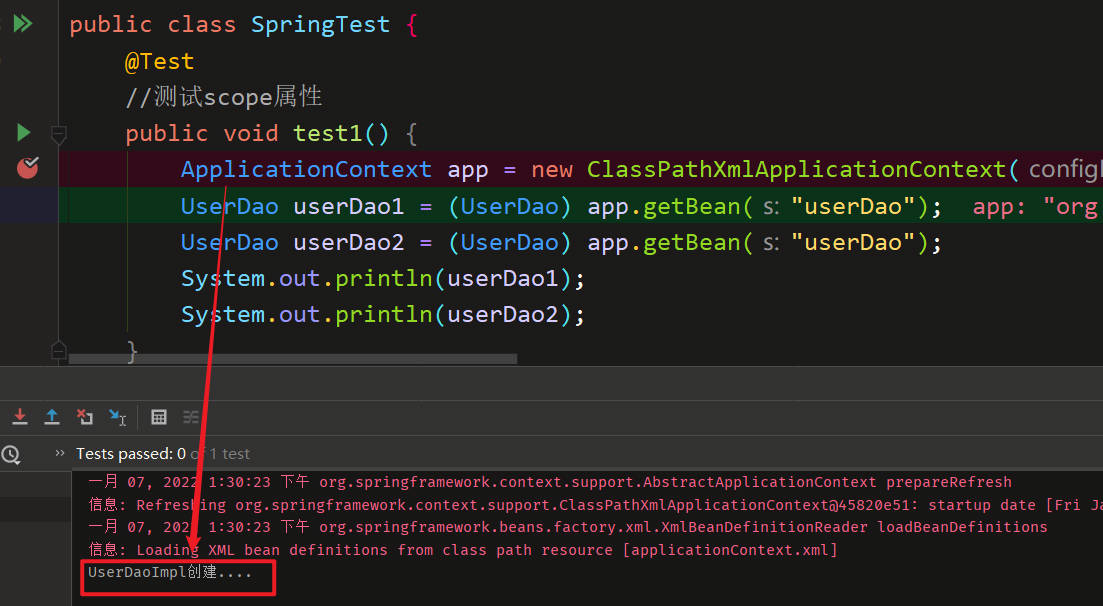 public class SpringTest {
@Test
//测试scope属性
public void test1() {
ApplicationContext app = new ClassPathXmlApplicationContext( configl
UserDao userDao1 = (UserDao) app.getBean( s: "userDao"); app: "org
UserDao userDao2 = (UserDao) app.getBean( s: "userDao");
System.out.println(userDao1);
System.out.println(userDao2);
}
>> Tests passed: 0 of 1 test
一月 07, 2022 1:30:23 下午 org.springframework.context.support.AbstractApplicationContext prepareRefresh
信息: Refreshing org.springframework.context.support.ClassPathXmlApplicationContext@45820e51: startup date [Fri Ja
一月 07, 2022 1:30:23 下午 org.springframework.beans.factory.xml.XmlBeanDefinitionReader loadBeanDefinitions
信息: Loading XML bean definitions from class path resource [applicationContext.xml]
UserDaoImpl创建....